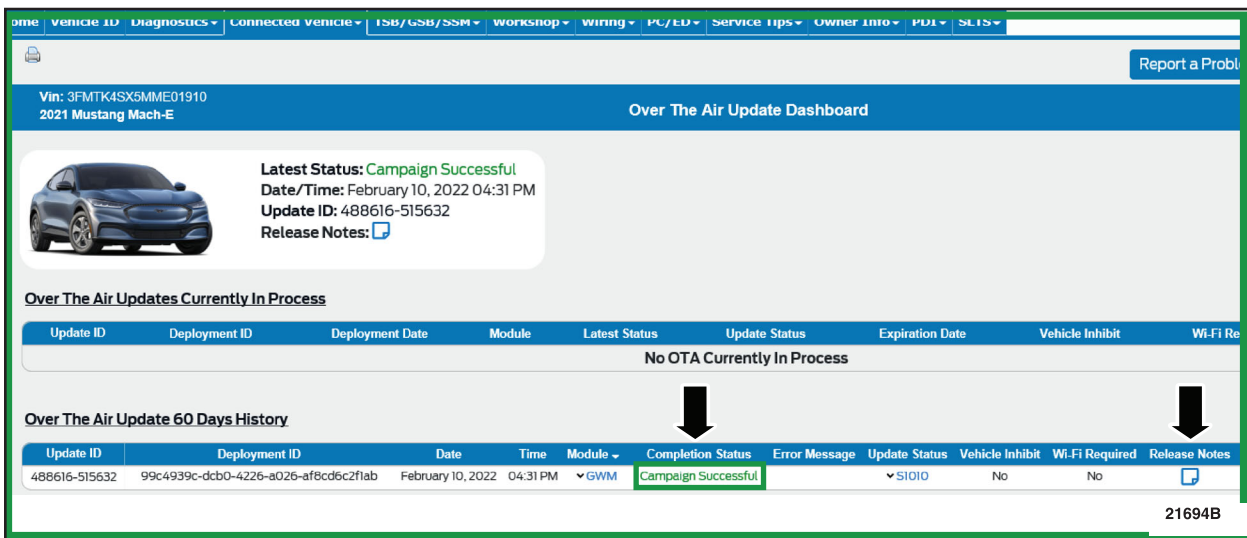 ome Vehicle ID Diagnostics Connected Vehicle TSB/GSB/SSM Workshop Wiring PC/ED Service Tips Owner Info PDI SLTS
Report a Proble
Vin: 3FMTK4SX5MME01910
2021 Mustang Mach-E
Over The Air Update Dashboard
Latest Status: Campaign Successful
Date/Time: February 10, 2022 04:31 PM
Update ID: 488616-515632
Release Notes:
Over The Air Updates Currently In Process
Update ID Deployment ID Deployment Date Module Latest Status Update Status Expiration Date Vehicle Inhibit Wi-Fi Re
No OTA Currently In Process
Over The Air Update 60 Days History
Update ID Deployment ID Date Time Module Completion Status Error Message Update Status Vehicle Inhibit Wi-Fi Required Release Notes
488616-515632 99c4939c-dcb0-4226-a026-af8cd6c2f1ab February 10, 2022 04:31 PM GWM Campaign Successful S1010 No No
21694B